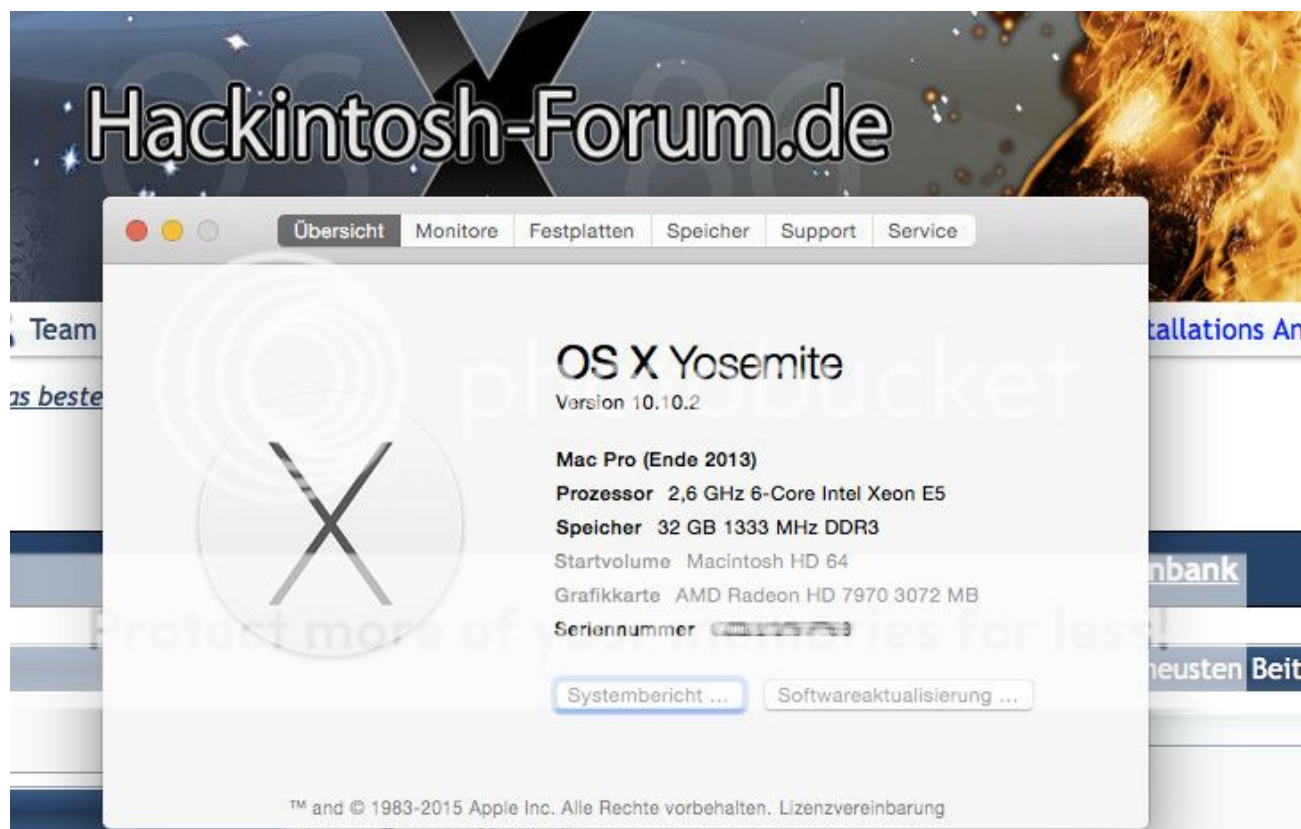 OS X 86
Hackintosh-Forum.de
Übersicht Monitore Festplatten Speicher Support Service
Team
tallations An
as beste
photobucket
OS X Yosemite
Version 10.10.2
Mac Pro (Ende 2013)
Prozessor 2,6 GHz 6-Core Intel Xeon E5
Speicher 32 GB 1333 MHz DDR3
Startvolume Macintosh HD 64
nbank
Grafikkarte AMD Radeon HD 7970 3072 MB
Protect more of your memories for less!
Seriennummer
neusten Beit
Systembericht ... Softwareaktualisierung ...
™ and © 1983-2015 Apple Inc. Alle Rechte vorbehalten. Lizenzvereinbarung